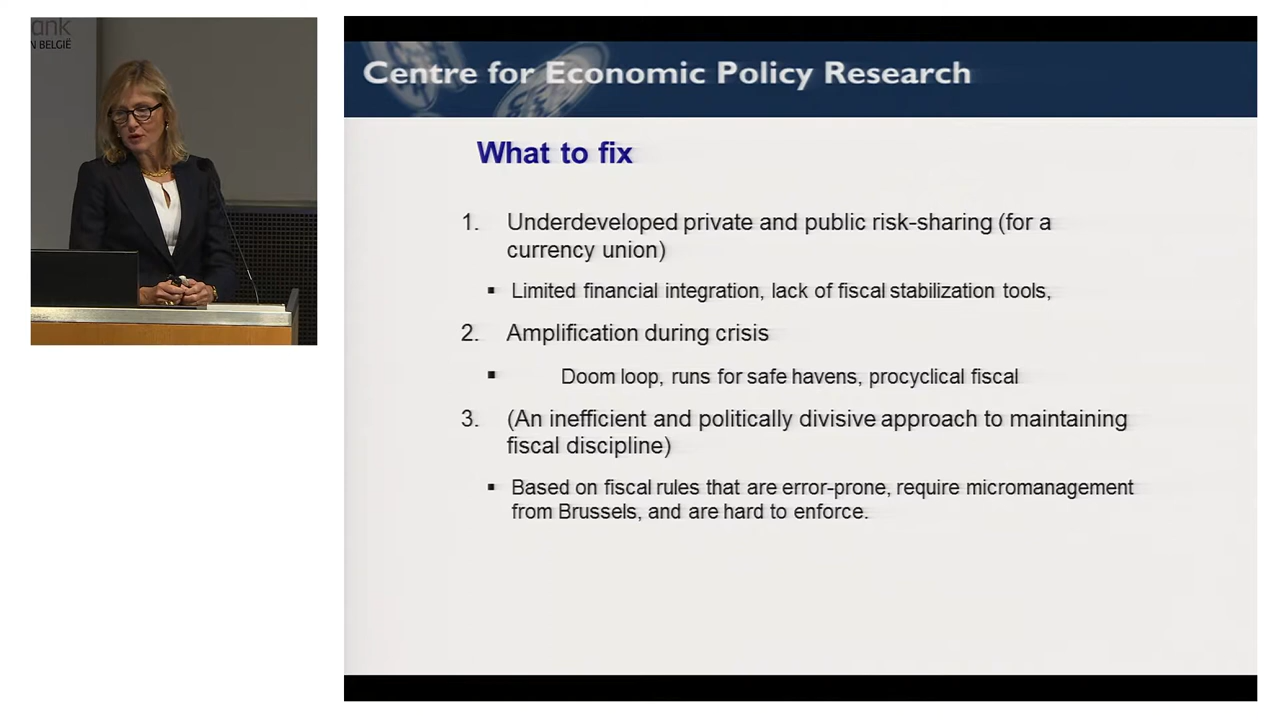 ank
N BELGIË
Centre for Economic Policy Research
What to fix
1. Underdeveloped private and public risk-sharing (for a
currency union)
▪ Limited financial integration, lack of fiscal stabilization tools,
2. Amplification during crisis
▪ Doom loop, runs for safe havens, procyclical fiscal
3. (An inefficient and politically divisive approach to maintaining
fiscal discipline)
▪ Based on fiscal rules that are error-prone, require micromanagement
from Brussels, and are hard to enforce.